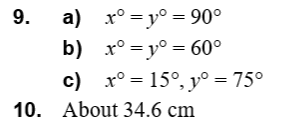 9. a) x° = y° = 90°
b) x° = y° = 60°
c) x° = 15°, y° = 75°
10. About 34.6 cm